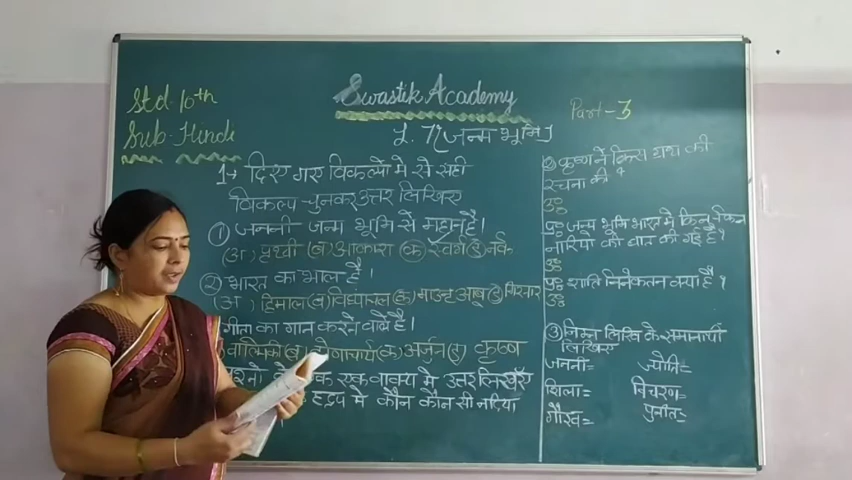 Std-10th
Sub-Hindi
Swastik Academy
Part-3
(जन्म भूमि)
1→ दिए गए विकल्पो मे से सही
विकल्प चुनकर उत्तर लिखिए
① जननी जन्म भूमि से महान है।
(अ) पृथ्वी (ब) आकाश (क) स्वर्ग (ड) नर्क
② भारत का भाल है।
(अ) हिमाल (ब) विंध्याचल (क) माउन्ट आबू (ड) गिरनार
गीता का गान करने वाले है।
वाल्मिकी (ब) (क) अर्जुन (ड) कृष्ण
एक वाक्य मे उत्तर लिखिए
मे कौन कौन सी नदिया
② कृष्ण ने किस ग्रंथ की
रचना की ?
उ॰
प्र॰ जन्म भूमि भारत मे किन किन
नारियो की बात की गई है ?
उ॰
प्र॰ शांति निकेतन क्या है ?
उ॰
③ निम्न लिखि के समानार्थी
लिखिए
जननी= ज्योति=
शिला= विचरण=
गौरव= पुनीत=